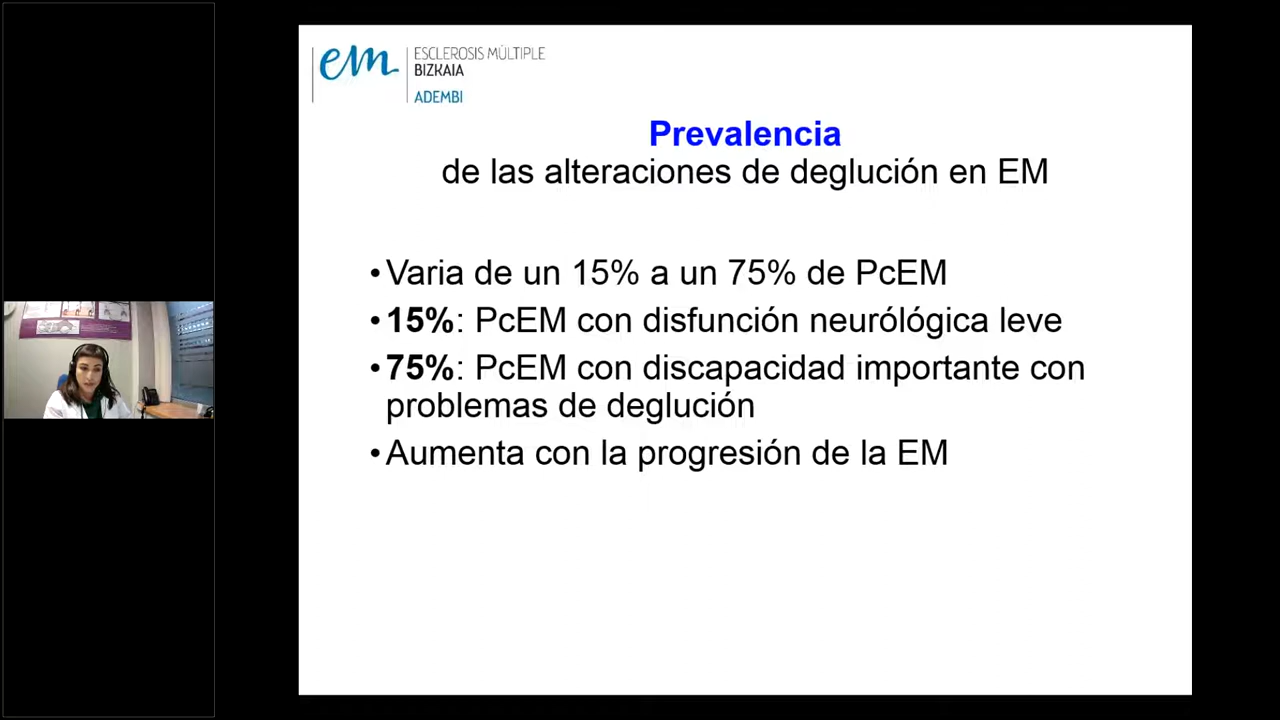 em
ESCLEROSIS MÚLTIPLE
BIZKAIA
ADEMBI
Prevalencia
de las alteraciones de deglución en EM
•Varia de un 15% a un 75% de PcEM
•15%: PcEM con disfunción neurólógica leve
•75%: PcEM con discapacidad importante con
problemas de deglución
•Aumenta con la progresión de la EM